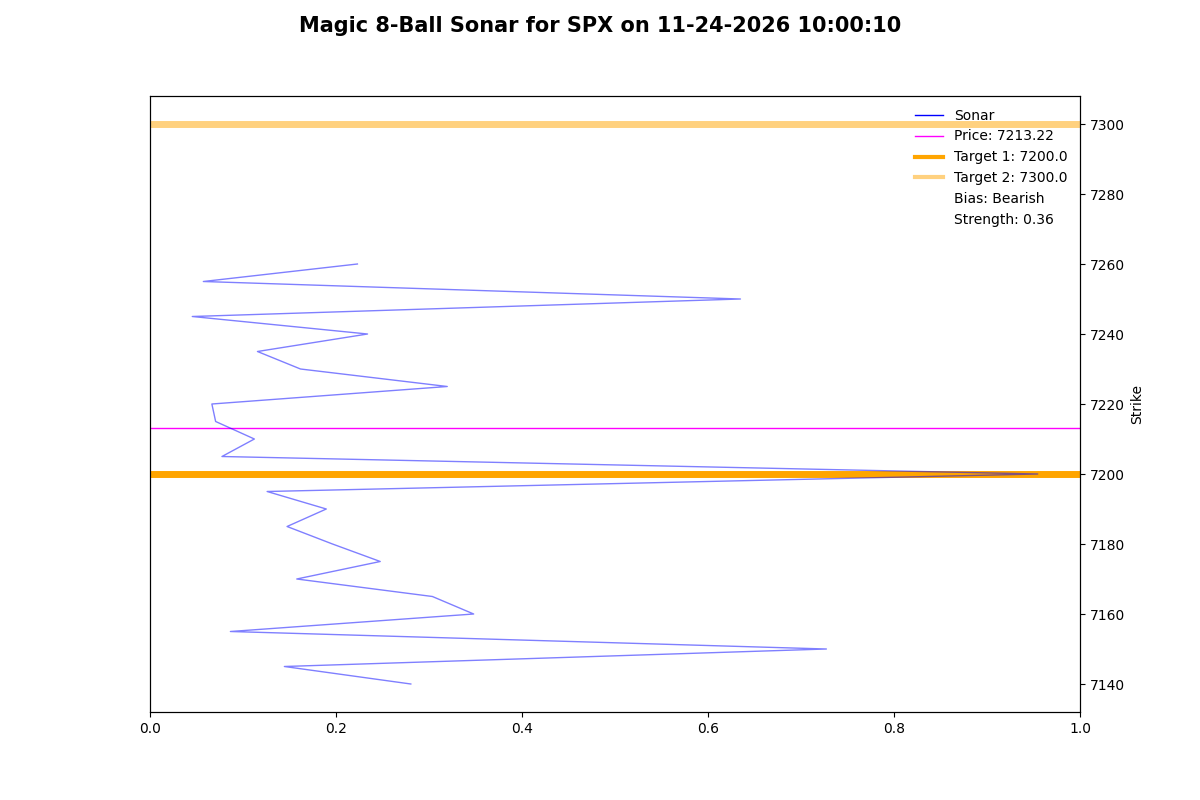 Magic 8-Ball Sonar for SPX on 11-24-2026 10:00:10
Sonar
Price: 7213.22
Target 1: 7200.0
Target 2: 7300.0
Bias: Bearish
Strength: 0.36
7300
7280
7260
7240
7220
7200
7180
7160
7140
Strike
0.0 0.2 0.4 0.6 0.8 1.0